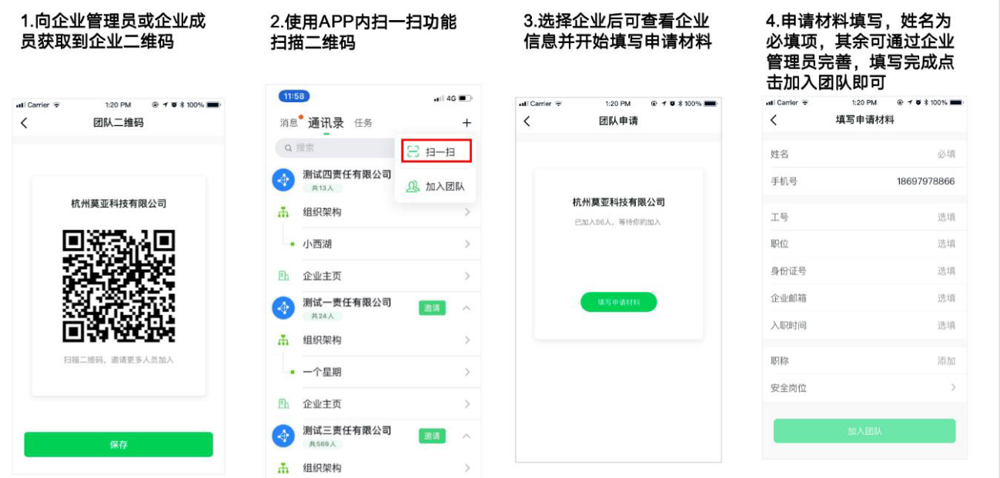 1.向企业管理员或企业成
员获取到企业二维码
Carrier
1:20 PM
100%
团队二维码
杭州莫亚科技有限公司
扫描二维码，邀请更多人员加入
保存
2.使用APP内扫一扫功能
扫描二维码
11:58
4G
消息 通讯录 任务
搜索
扫一扫
加入团队
测试四责任有限公司
共13人
组织架构
小西湖
企业主页
测试一责任有限公司
共24人
邀请
组织架构
一个星期
企业主页
测试三责任有限公司
共569人
邀请
组织架构
3.选择企业后可查看企业
信息并开始填写申请材料
Carrier
1:20 PM
100%
团队申请
杭州莫亚科技有限公司
已加入56人，等待你的加入
填写申请材料
4.申请材料填写，姓名为
必填项，其余可通过企业
管理员完善，填写完成点
击加入团队即可
Carrier
1:20 PM
100%
填写申请材料
姓名 必填
手机号 18697978866
工号 选填
职位 选填
身份证号 选填
企业邮箱 选填
入职时间 选填
职称 添加
安全岗位
加入团队